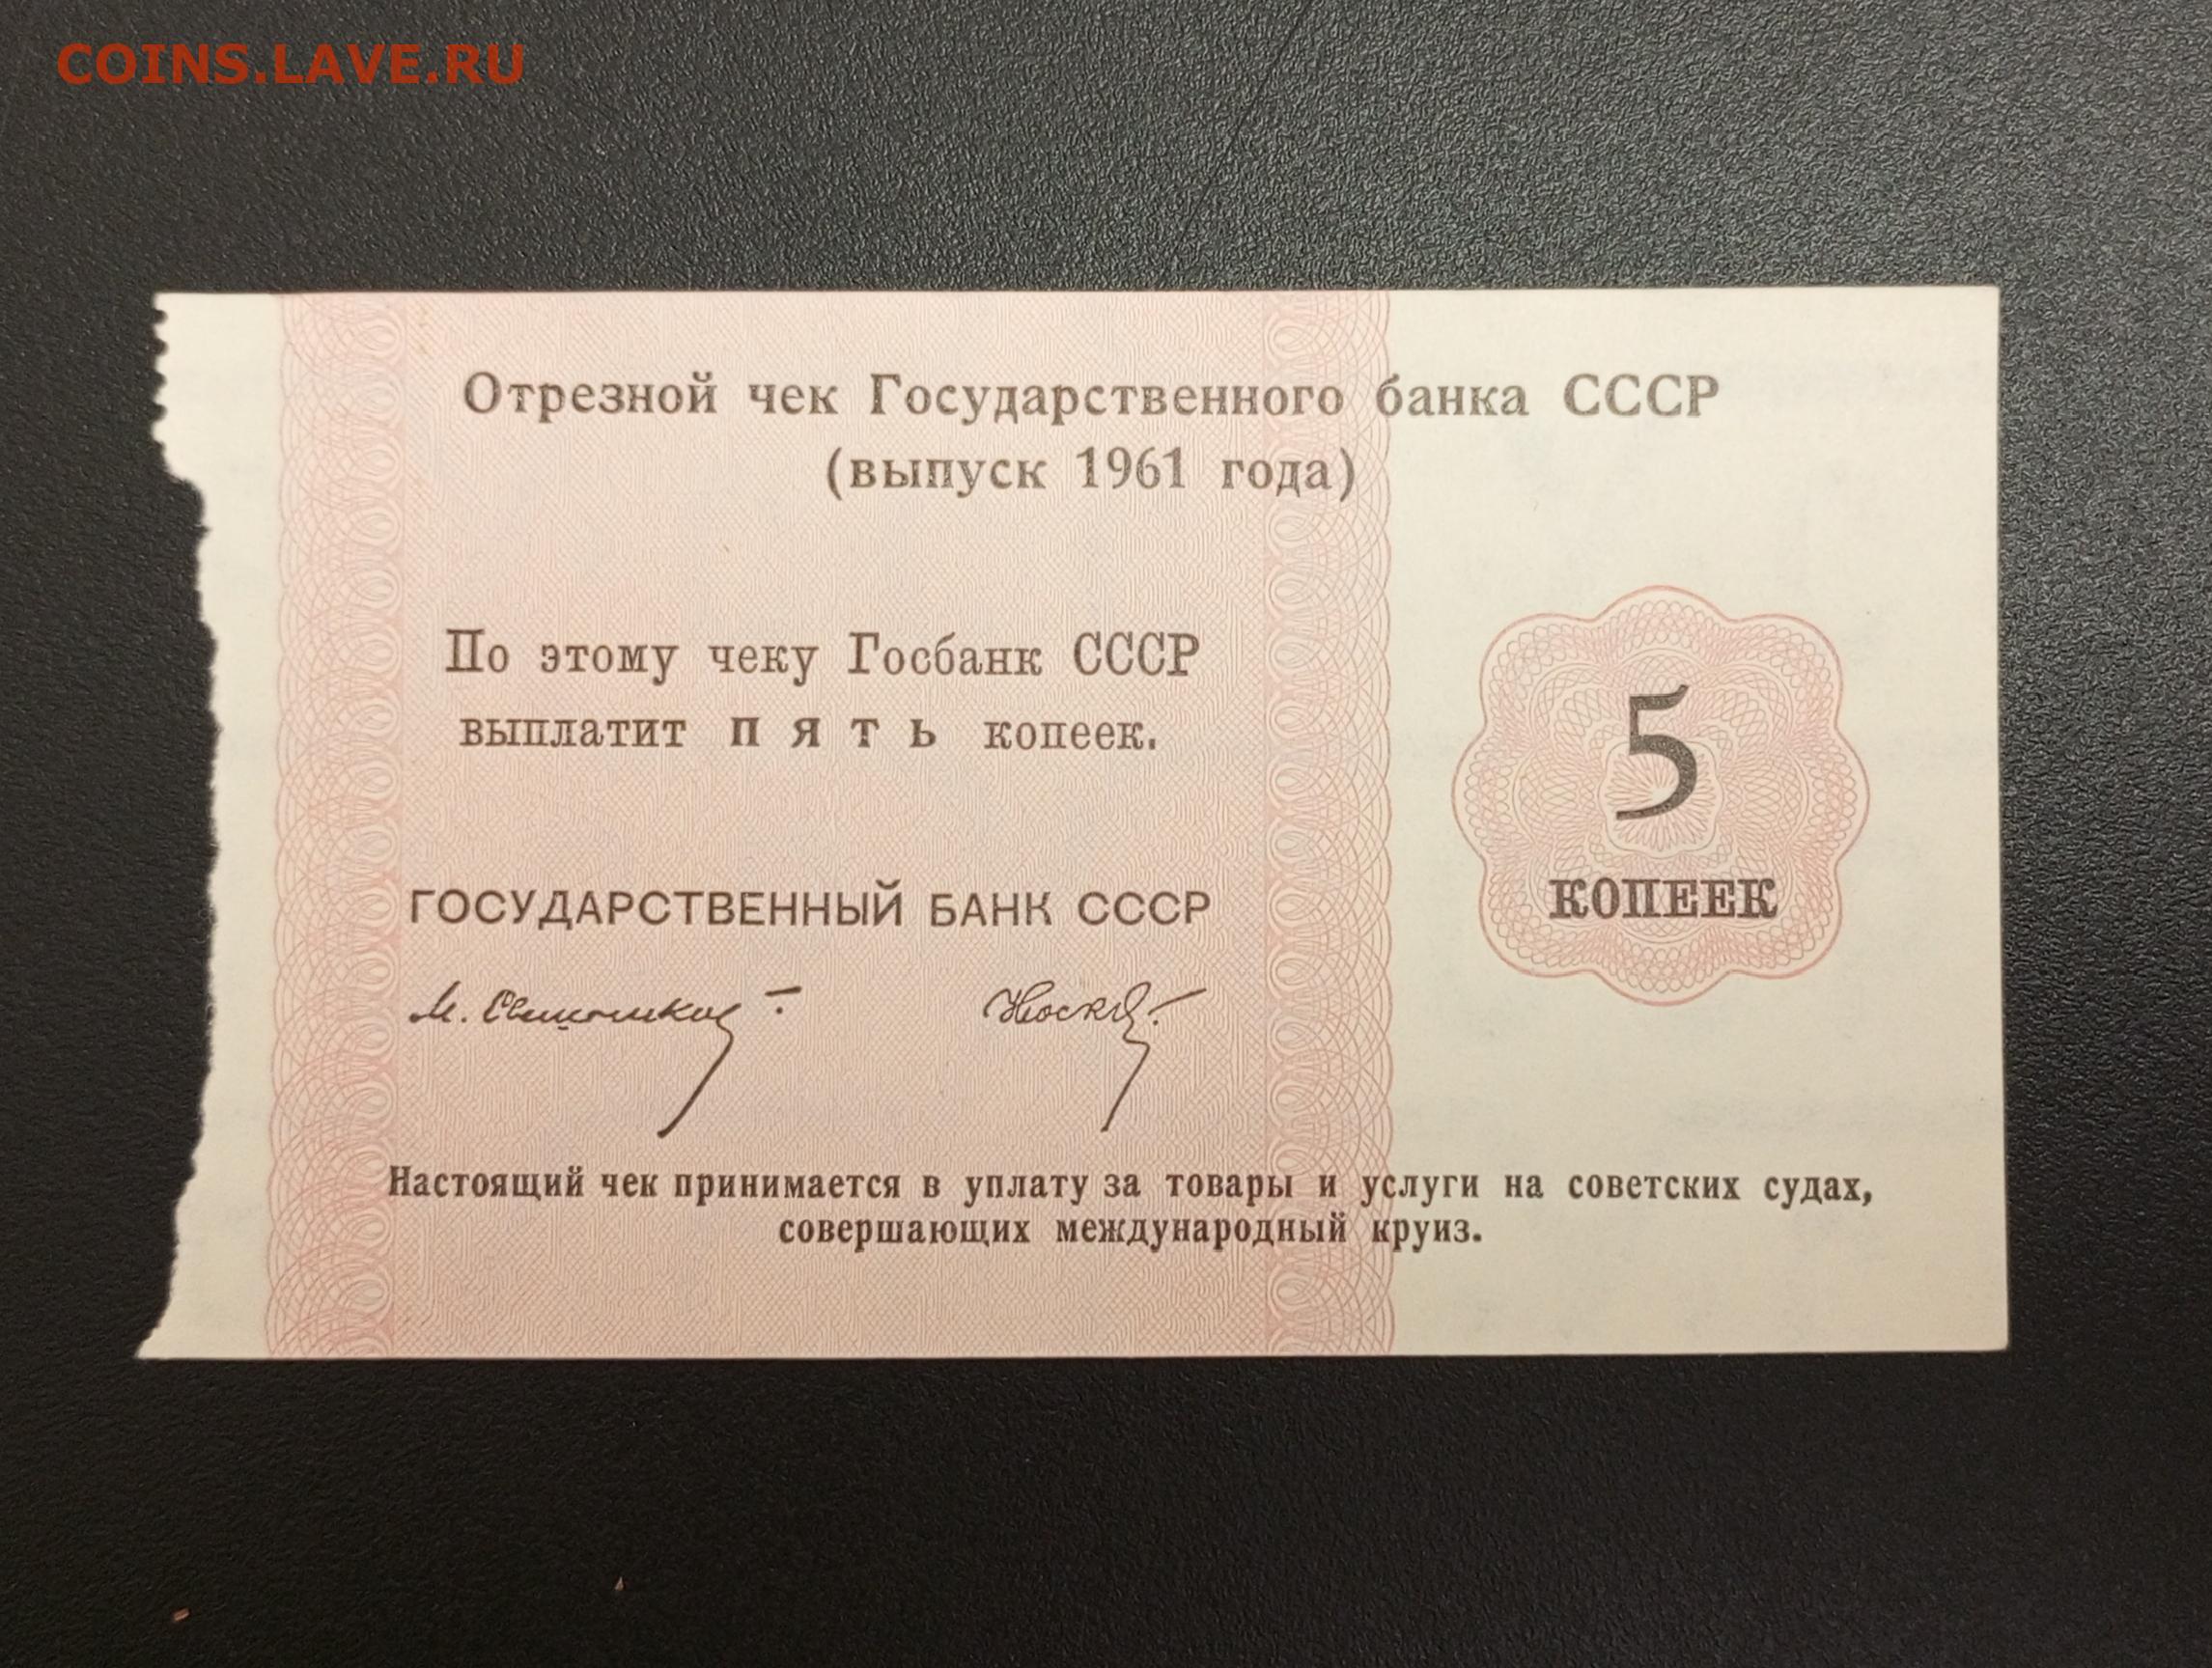 COINS.LAVE.RU
Отрезной чек Государственного банка СССР
(выпуск 1961 года)
По этому чеку Госбанк СССР
выплатит пять копеек.
5
КОПЕЕК
ГОСУДАРСТВЕННЫЙ БАНК СССР
Настоящий чек принимается в уплату за товары и услуги на советских судах,
совершающих международный круиз.